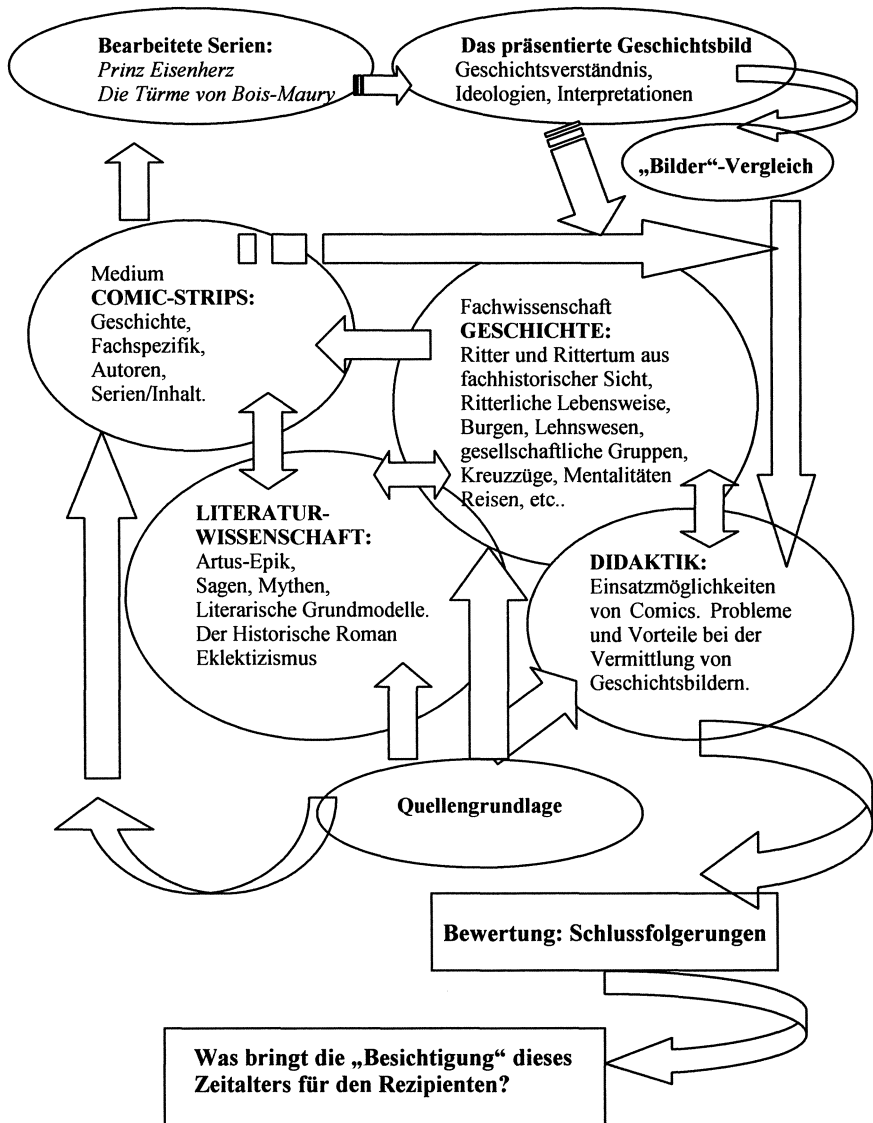 Bearbeitete Serien:
Prinz Eisenherz
Die Türme von Bois-Maury
Das präsentierte Geschichtsbild
Geschichtsverständnis,
Ideologien, Interpretationen
„Bilder“-Vergleich
Medium
COMIC-STRIPS:
Geschichte,
Fachspezifik,
Autoren,
Serien/Inhalt.
Fachwissenschaft
GESCHICHTE:
Ritter und Rittertum aus
fachhistorischer Sicht,
Ritterliche Lebensweise,
Burgen, Lehnswesen,
gesellschaftliche Gruppen,
Kreuzzüge, Mentalitäten
Reisen, etc..
LITERATUR-
WISSENSCHAFT:
Artus-Epik,
Sagen, Mythen,
Literarische Grundmodelle.
Der Historische Roman
Eklektizismus
DIDAKTIK:
Einsatzmöglichkeiten
von Comics. Probleme
und Vorteile bei der
Vermittlung von
Geschichtsbildern.
Quellengrundlage
Bewertung: Schlussfolgerungen
Was bringt die „Besichtigung“ dieses
Zeitalters für den Rezipienten?